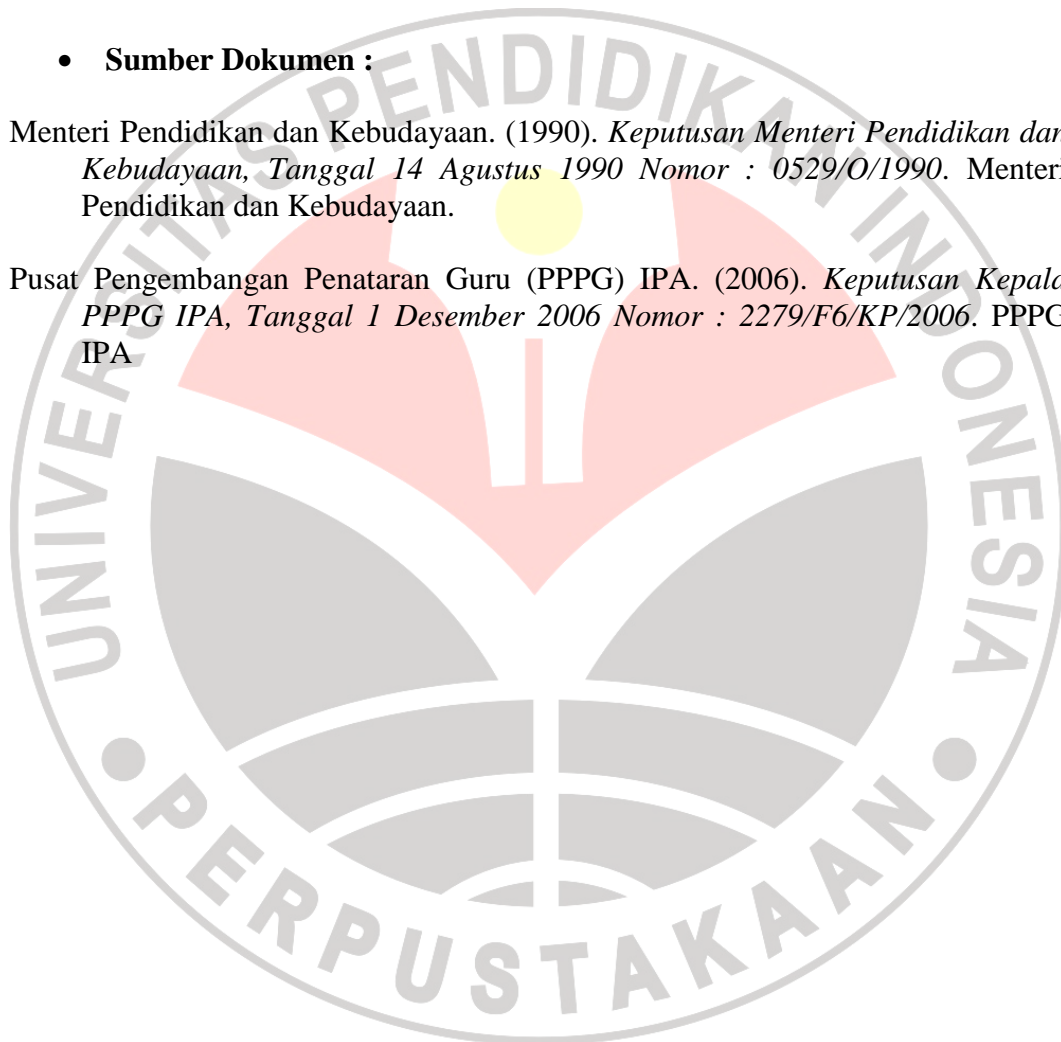 • Sumber Dokumen :
Menteri Pendidikan dan Kebudayaan. (1990). Keputusan Menteri Pendidikan dan
Kebudayaan, Tanggal 14 Agustus 1990 Nomor : 0529/O/1990. Menteri
Pendidikan dan Kebudayaan.
Pusat Pengembangan Penataran Guru (PPPG) IPA. (2006). Keputusan Kepala
PPPG IPA, Tanggal 1 Desember 2006 Nomor : 2279/F6/KP/2006. PPPG
IPA
UNIVERSITAS PENDIDIKAN INDONESIA
PERPUSTAKAAN